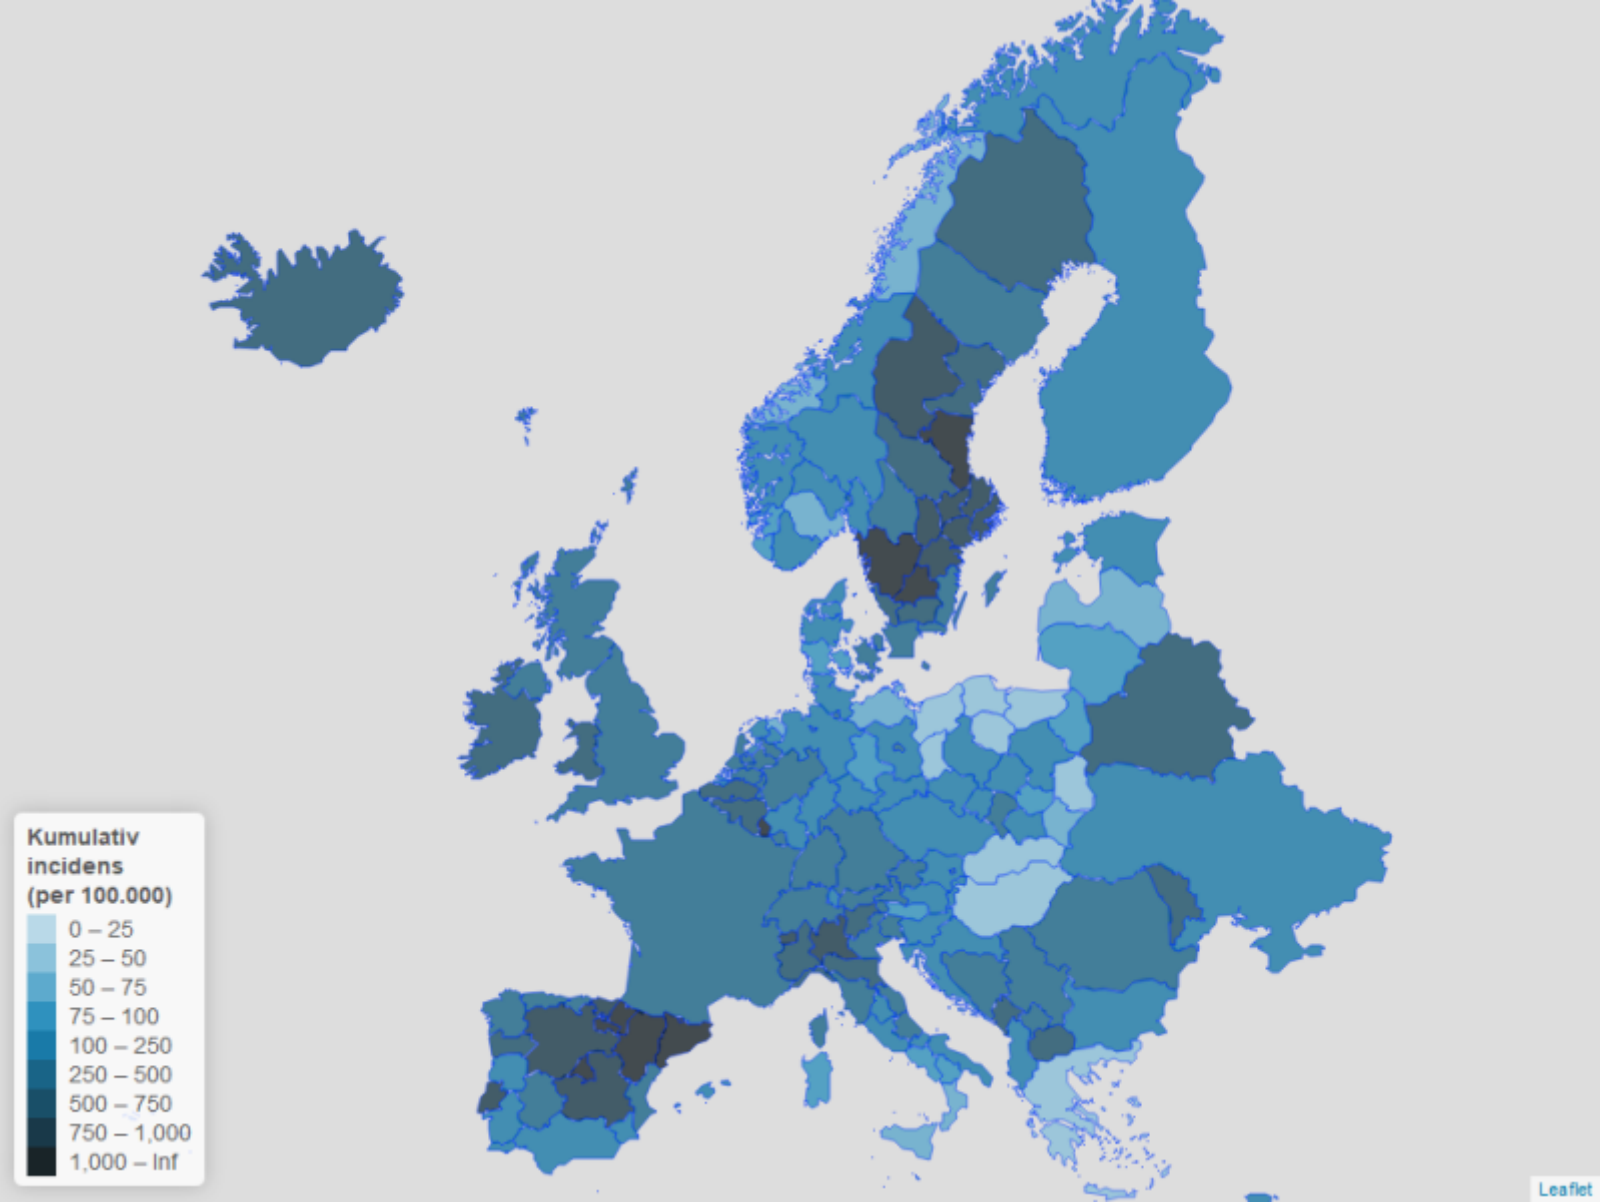 Kumulativ
incidens
(per 100.000)
0 – 25
25 – 50
50 – 75
75 – 100
100 – 250
250 – 500
500 – 750
750 – 1,000
1,000 – Inf
Leaflet